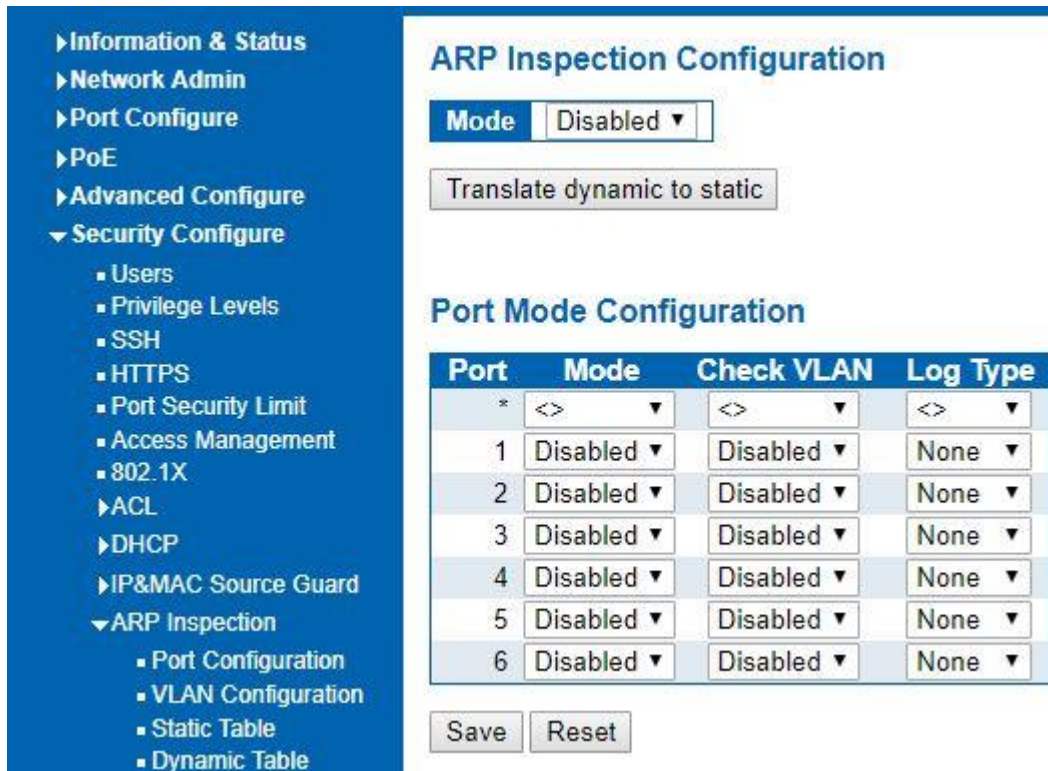 Information & Status
Network Admin
Port Configure
PoE
Advanced Configure
Security Configure
Users
Privilege Levels
SSH
HTTPS
Port Security Limit
Access Management
802.1X
ACL
DHCP
IP&MAC Source Guard
ARP Inspection
Port Configuration
VLAN Configuration
Static Table
Dynamic Table
ARP Inspection Configuration
Mode Disabled
Translate dynamic to static
Port Mode Configuration
Port Mode Check VLAN Log Type
* <> <> <>
1 Disabled Disabled None
2 Disabled Disabled None
3 Disabled Disabled None
4 Disabled Disabled None
5 Disabled Disabled None
6 Disabled Disabled None
Save Reset